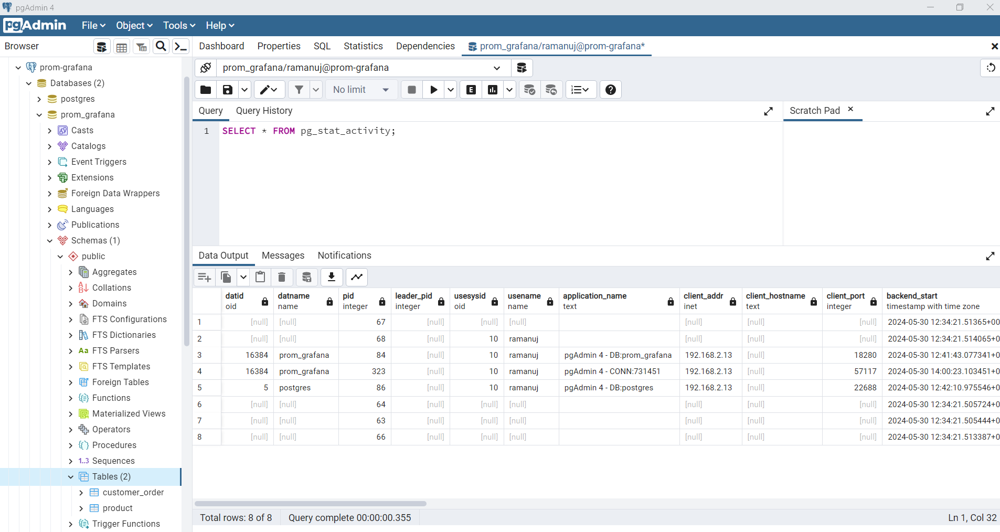 pgAdmin 4
pgAdmin File Object Tools Help
Browser
Dashboard Properties SQL Statistics Dependencies prom_grafana/ramanuj@prom-grafana*
prom-grafana
Databases (2)
postgres
prom_grafana
Casts
Catalogs
Event Triggers
Extensions
Foreign Data Wrappers
Languages
Publications
Schemas (1)
public
Aggregates
Collations
Domains
FTS Configurations
FTS Dictionaries
Aa FTS Parsers
FTS Templates
Foreign Tables
Functions
Materialized Views
Operators
Procedures
1..3 Sequences
Tables (2)
customer_order
product
Trigger Functions
prom_grafana/ramanuj@prom-grafana
No limit E
Query Query History
Scratch Pad
1 SELECT * FROM pg_stat_activity;
Data Output Messages Notifications
datid datname pid leader_pid usesysid usename application_name client_addr client_hostname client_port backend_start
oid name integer integer oid name text inet text integer timestamp with time zone
1 [null] [null] 67 [null] [null] [null] [null] [null] [null] 2024-05-30 12:34:21.51365+00
2 [null] [null] 68 [null] 10 ramanuj [null] [null] [null] 2024-05-30 12:34:21.514065+0
3 16384 prom_grafana 84 [null] 10 ramanuj pgAdmin 4 - DB:prom_grafana 192.168.2.13 [null] 18280 2024-05-30 12:41:43.077341+0
4 16384 prom_grafana 323 [null] 10 ramanuj pgAdmin 4 - CONN:731451 192.168.2.13 [null] 57117 2024-05-30 14:00:23.103451+0
5 5 postgres 86 [null] 10 ramanuj pgAdmin 4 - DB:postgres 192.168.2.13 [null] 22688 2024-05-30 12:42:10.975546+0
6 [null] [null] 64 [null] [null] [null] [null] [null] [null] 2024-05-30 12:34:21.505724+0
7 [null] [null] 63 [null] [null] [null] [null] [null] [null] 2024-05-30 12:34:21.505444+0
8 [null] [null] 66 [null] [null] [null] [null] [null] [null] 2024-05-30 12:34:21.513387+0
Total rows: 8 of 8 Query complete 00:00:00.355 Ln 1, Col 32